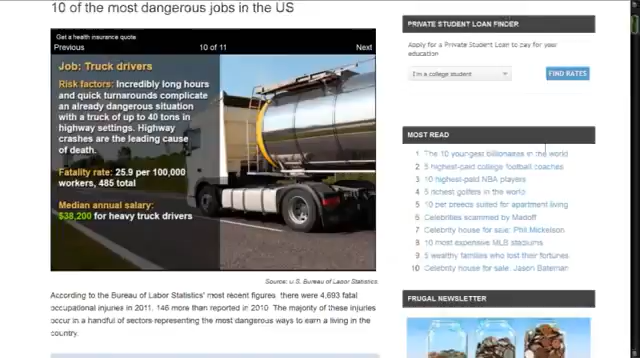 10 of the most dangerous jobs in the US
Get a health insurance quote
Previous
10 of 11
Next
Job: Truck drivers
Risk factors: Incredibly long hours
and quick turnarounds complicate
an already dangerous situation
with a truck of up to 40 tons in
highway settings. Highway
crashes are the leading cause
of death.
Fatality rate: 25.9 per 100,000
workers, 485 total
Median annual salary:
$38,200 for heavy truck drivers
Source: U.S. Bureau of Labor Statistics
According to the Bureau of Labor Statistics' most recent figures, there were 4,693 fatal
occupational injuries in 2011, 146 more than reported in 2010. The majority of these injuries
occur in a handful of sectors representing the most dangerous ways to earn a living in the
country.
PRIVATE STUDENT LOAN FINDER
Apply for a Private Student Loan to pay for your
education
I'm a college student
FIND RATES
MOST READ
1 The 10 youngest billionaires in the world
2 5 highest-paid college football coaches
3 10 highest-paid NBA players
4 5 richest golfers in the world
5 10 pet breeds suited for apartment living
6 Celebrities scammed by Madoff
7 Celebrity house for sale: Phil Mickelson
8 10 most expensive MLB stadiums
9 5 wealthy families who lost their fortunes
10 Celebrity house for sale: Jason Bateman
FRUGAL NEWSLETTER